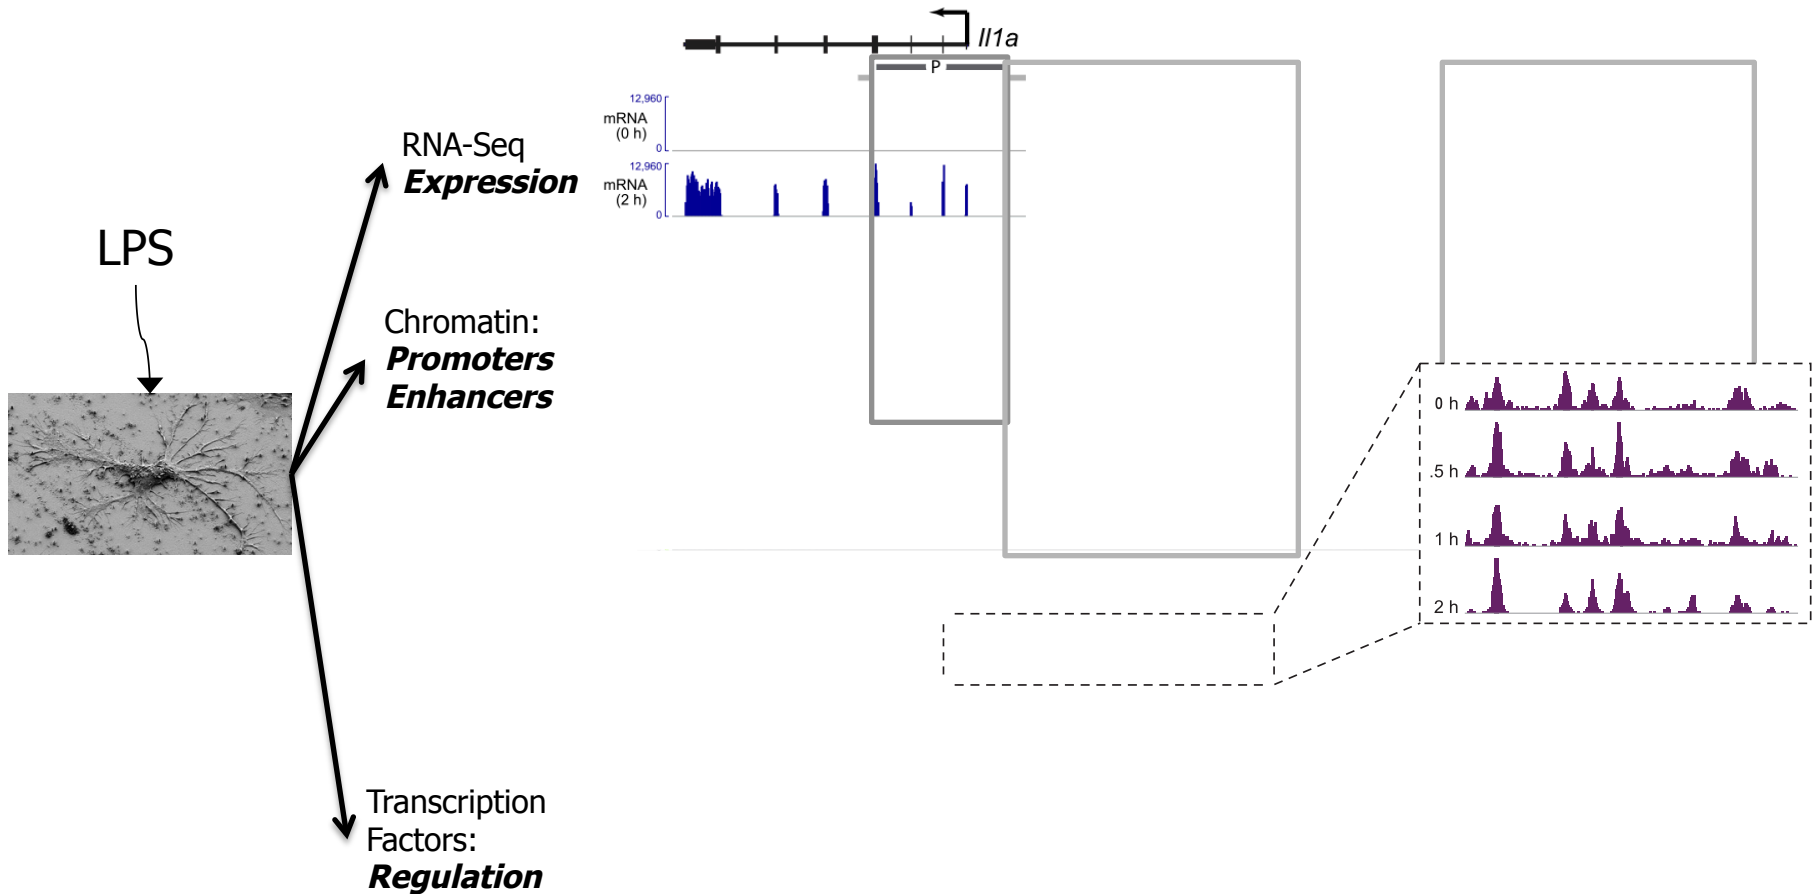 Il1a
P
12,960
mRNA
(0 h)
0
12,960
mRNA
(2 h)
0
RNA-Seq
Expression
LPS
Chromatin:
Promoters
Enhancers
0 h
.5 h
1 h
2 h
Transcription
Factors:
Regulation